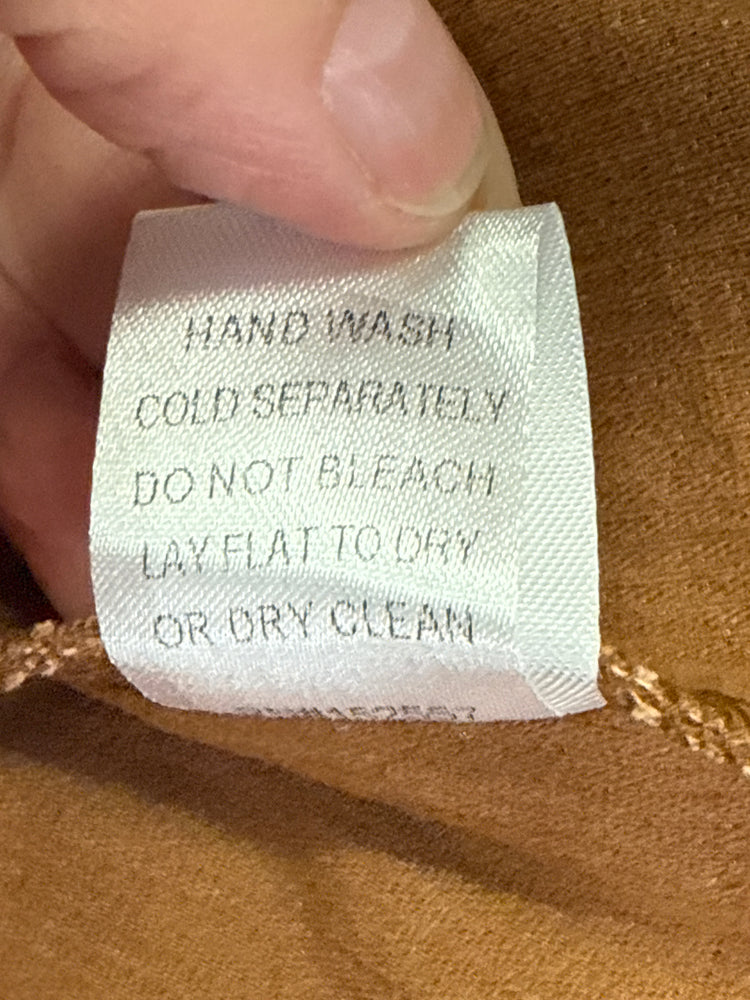 HAND WASH
COLD SEPARATELY
DO NOT BLEACH
LAY FLAT TO DRY
OR DRY CLEAN